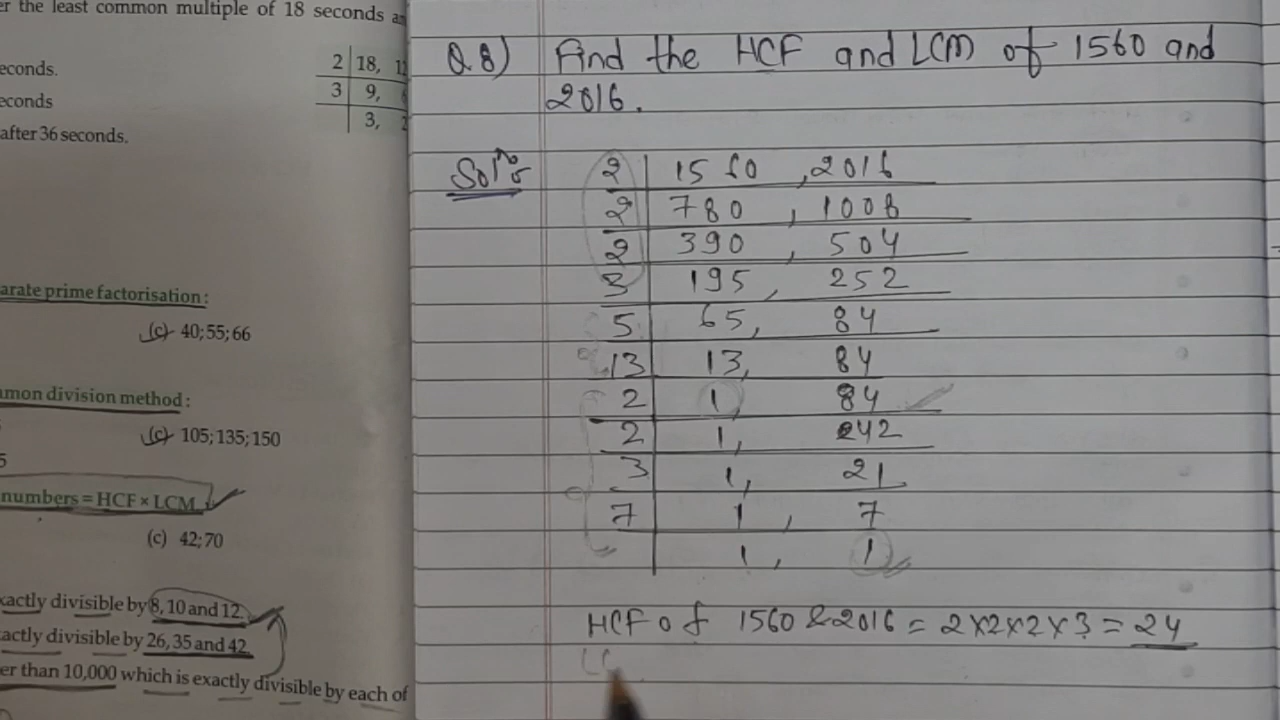 er the least common multiple of 18 seconds
econds.
econds
after 36 seconds.
2 18,
3 9,
3,
arate prime factorisation:
(c) 40;55;66
mon division method:
(c) 105;135;150
5
numbers = HCF × LCM
(c) 42;70
xactly divisible by 8, 10 and 12.
actly divisible by 26, 35 and 42.
er than 10,000 which is exactly divisible by each of
Q.8) Find the HCF and LCM of 1560 and
2016.
Soln
2 1560, 2016
2 780, 1008
2 390, 504
3 195, 252
5 65, 84
13 13, 84
2 1, 84
2 1, 42
3 1, 21
7 1, 7
1, 1
HCF of 1560 & 2016 = 2×2×2×3 = 24